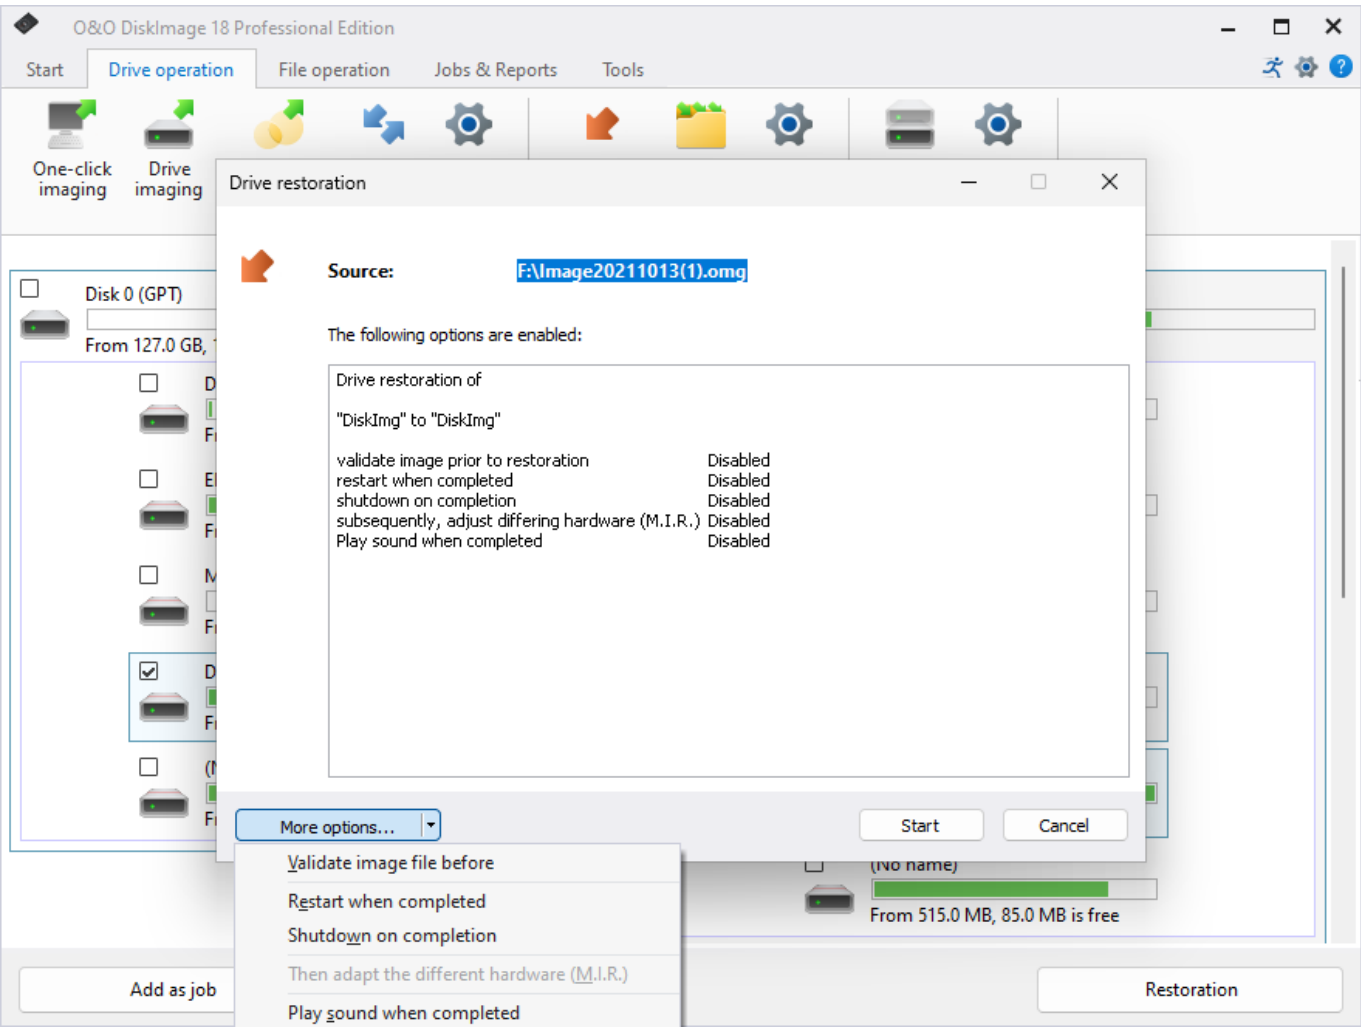 O&O DiskImage 18 Professional Edition
Start Drive operation File operation Jobs & Reports Tools
?
One-click imaging
Drive imaging
Drive restoration
Source: F:\Image20211013(1).omg
The following options are enabled:
Drive restoration of
"DiskImg" to "DiskImg"
validate image prior to restoration Disabled
restart when completed Disabled
shutdown on completion Disabled
subsequently, adjust differing hardware (M.I.R.) Disabled
Play sound when completed Disabled
Disk 0 (GPT)
From 127.0 GB,
More options... Start Cancel
Validate image file before
Restart when completed
Shutdown on completion
Then adapt the different hardware (M.I.R.)
Play sound when completed
(No name)
From 515.0 MB, 85.0 MB is free
Add as job Restoration